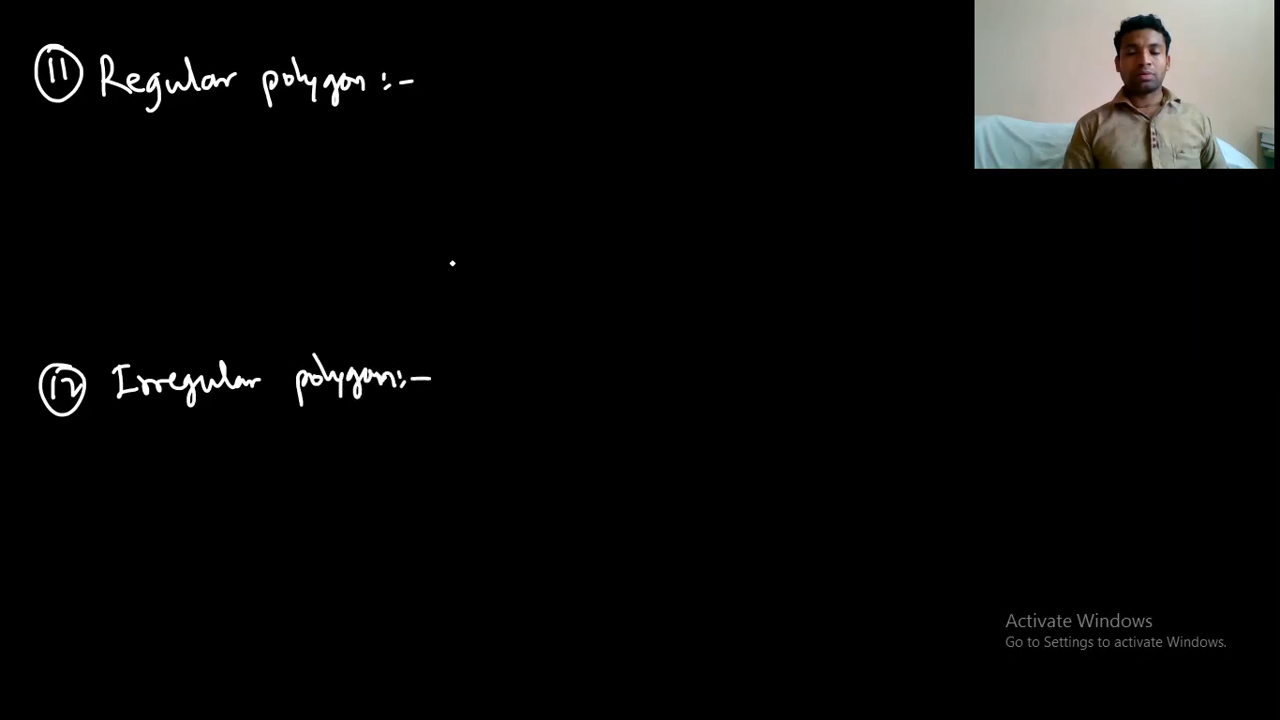 11 Regular polygon :-
12 Irregular polygon :-
Activate Windows
Go to Settings to activate Windows.